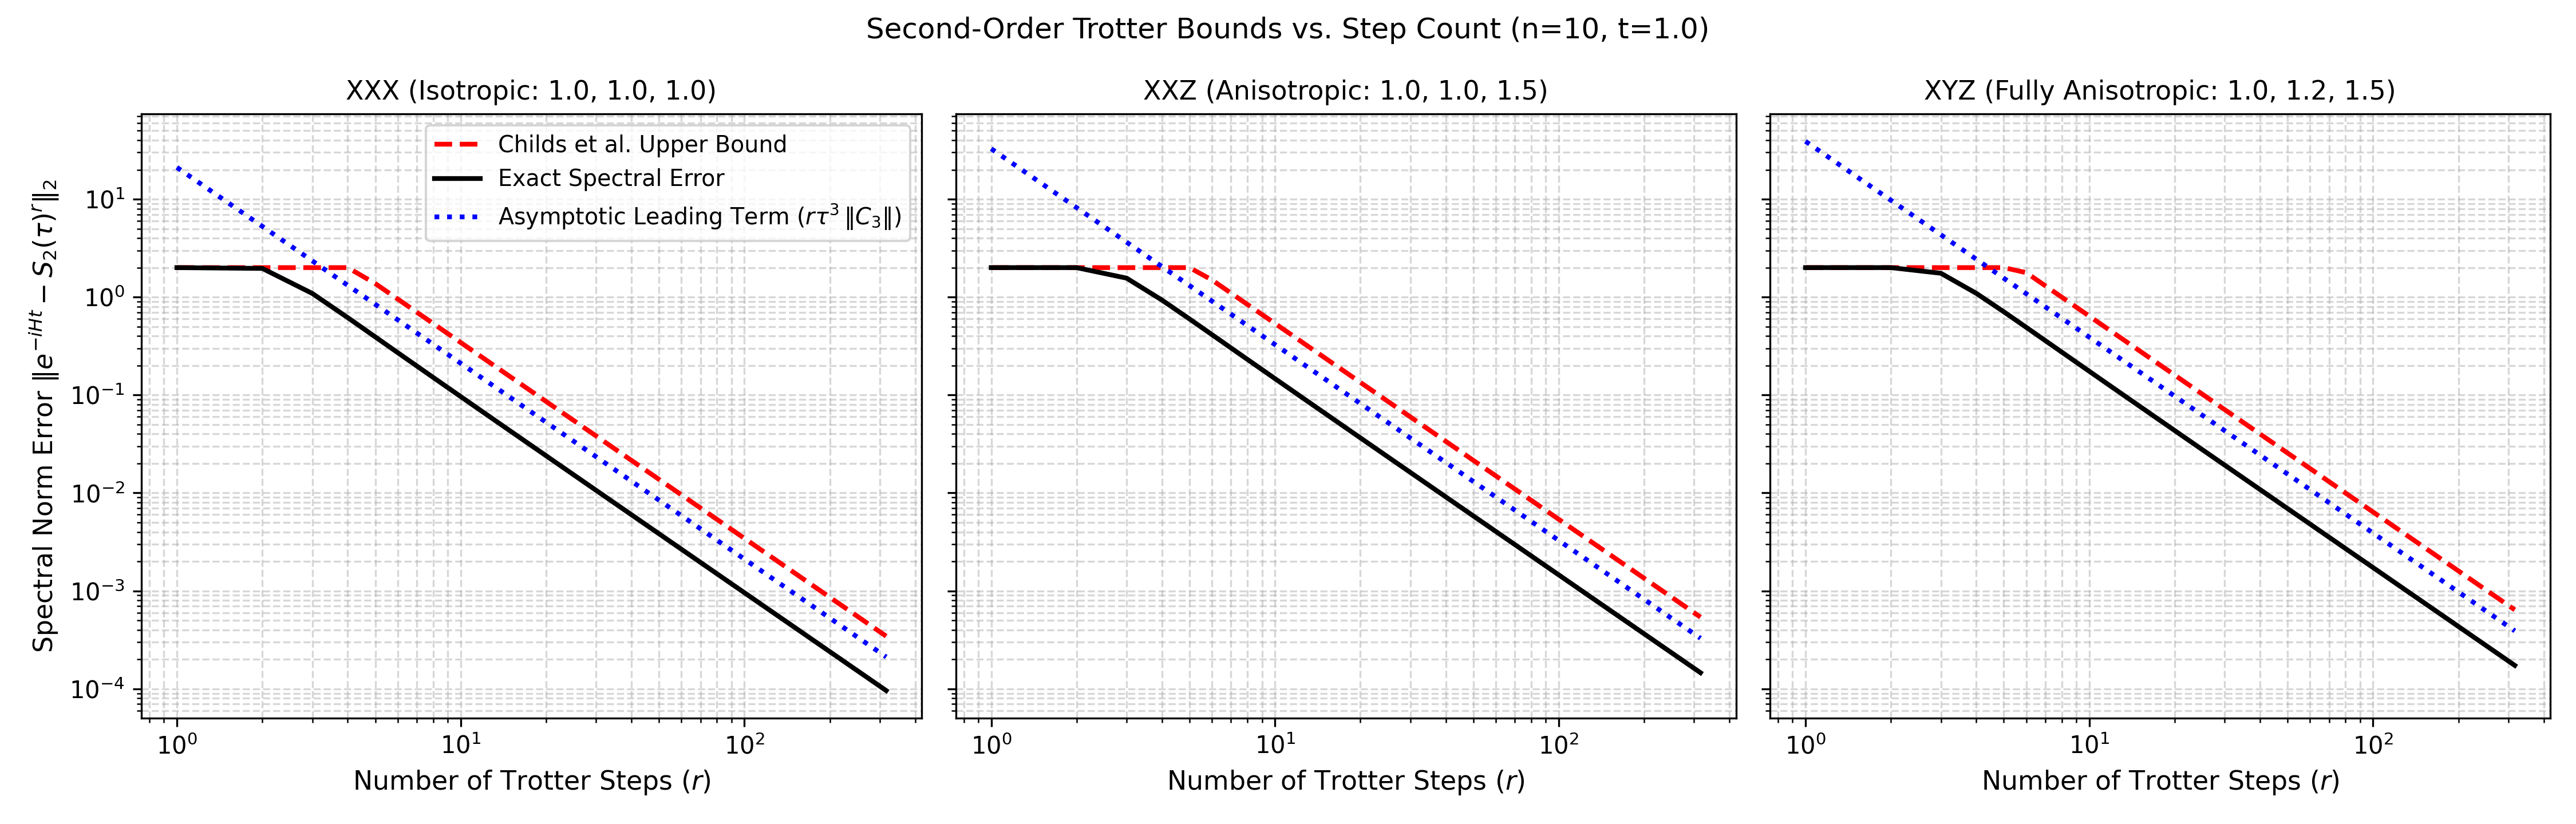 Second-Order Trotter Bounds vs. Step Count (n=10, t=1.0)
XXX (Isotropic: 1.0, 1.0, 1.0)
XXZ (Anisotropic: 1.0, 1.0, 1.5)
XYZ (Fully Anisotropic: 1.0, 1.2, 1.5)
Childs et al. Upper Bound
Exact Spectral Error
Asymptotic Leading Term (rτ³ ‖C₃‖)
Spectral Norm Error ‖e⁻ⁱᴴᵗ − S₂(τ)ʳ‖₂
10¹
10⁰
10⁻¹
10⁻²
10⁻³
10⁻⁴
10⁰ 10¹ 10²
10⁰ 10¹ 10²
10⁰ 10¹ 10²
Number of Trotter Steps (r)
Number of Trotter Steps (r)
Number of Trotter Steps (r)